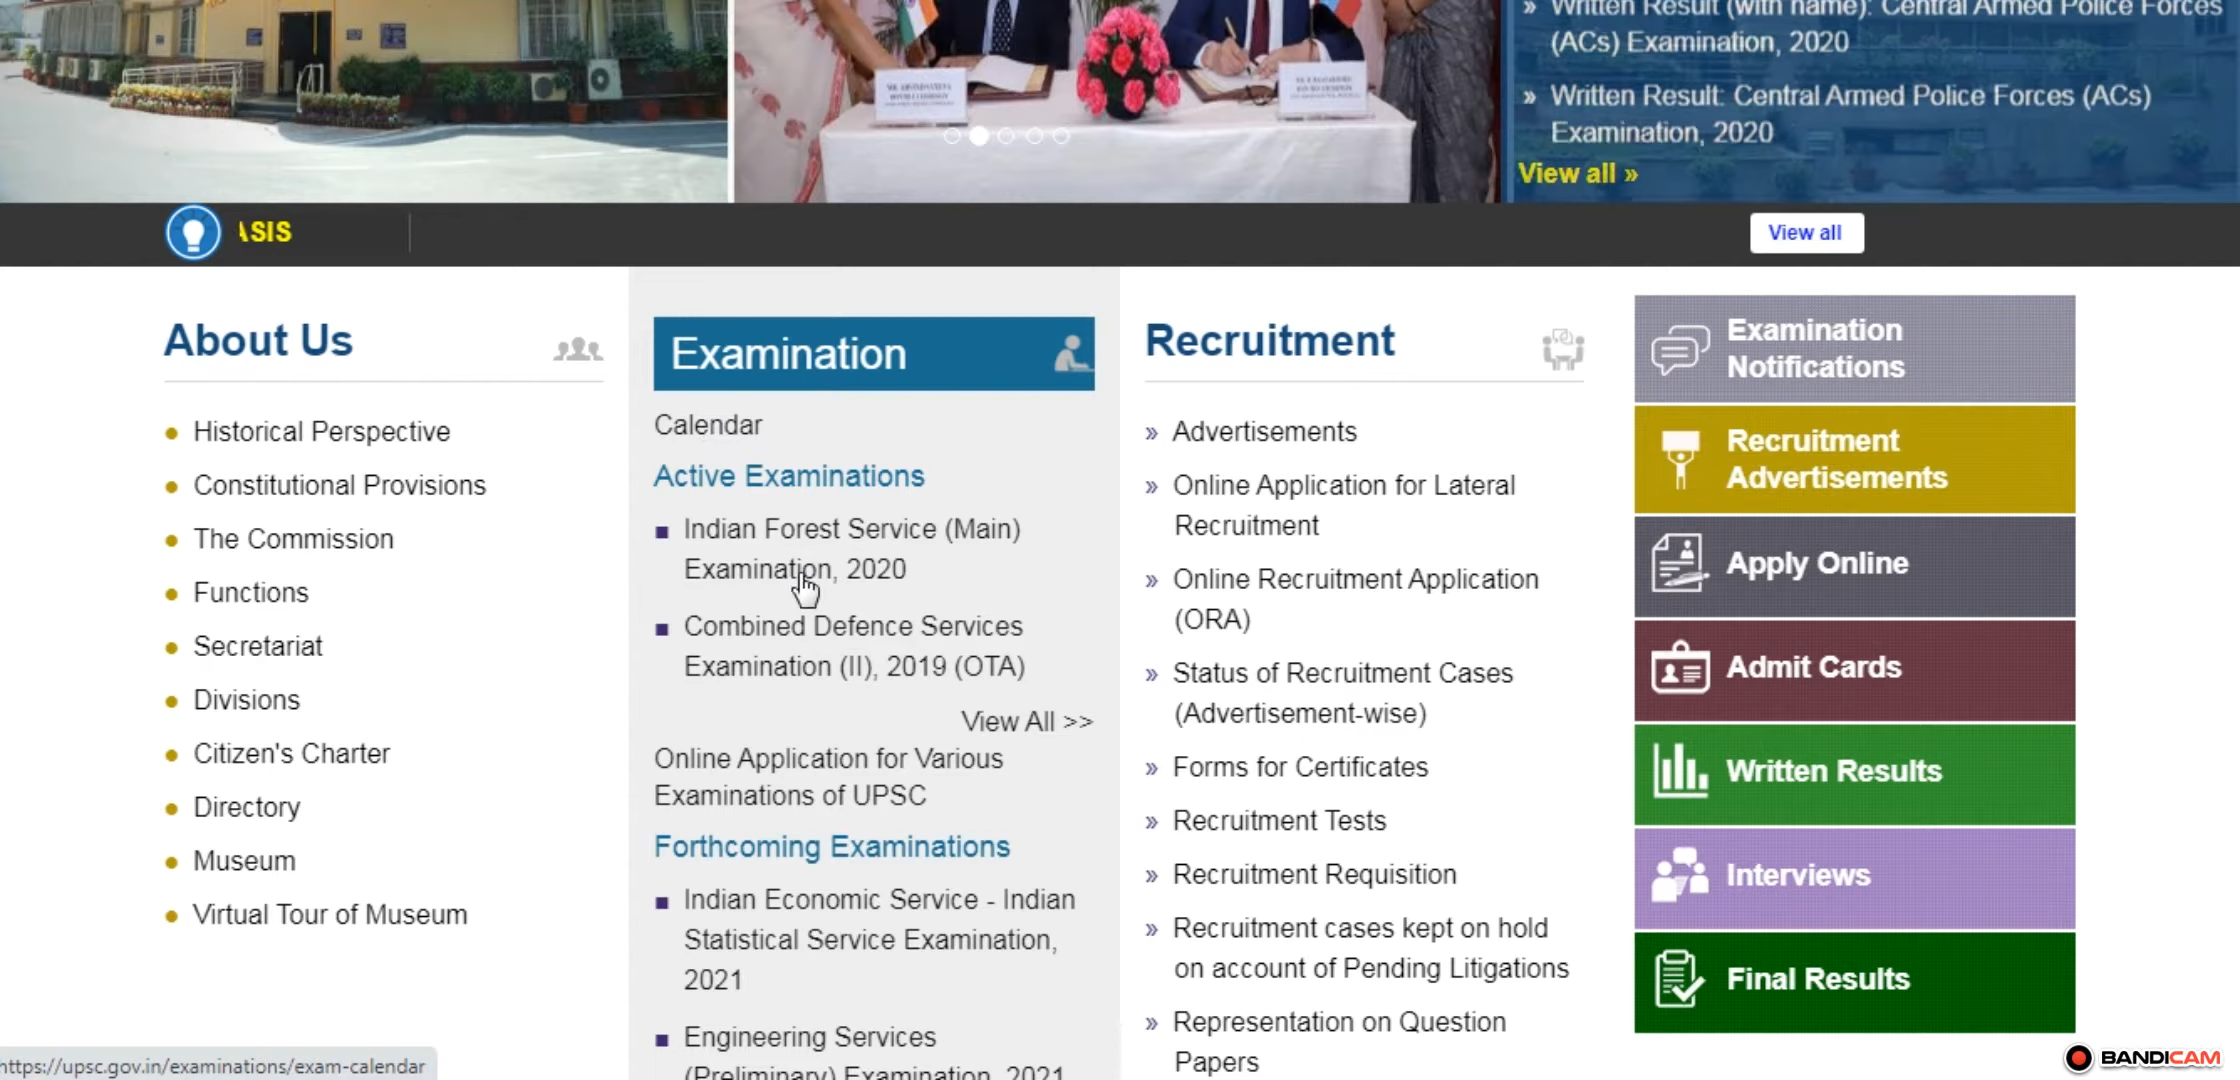 » Written Result (with name): Central Armed Police Forces
(ACs) Examination, 2020
» Written Result: Central Armed Police Forces (ACs)
Examination, 2020
View all »
ASIS
View all
About Us
Historical Perspective
Constitutional Provisions
The Commission
Functions
Secretariat
Divisions
Citizen's Charter
Directory
Museum
Virtual Tour of Museum
Examination
Calendar
Active Examinations
Indian Forest Service (Main)
Examination, 2020
Combined Defence Services
Examination (II), 2019 (OTA)
View All >>
Online Application for Various
Examinations of UPSC
Forthcoming Examinations
Indian Economic Service - Indian
Statistical Service Examination,
2021
Engineering Services
(Preliminary) Examination, 2021
Recruitment
» Advertisements
» Online Application for Lateral
Recruitment
» Online Recruitment Application
(ORA)
» Status of Recruitment Cases
(Advertisement-wise)
» Forms for Certificates
» Recruitment Tests
» Recruitment Requisition
» Recruitment cases kept on hold
on account of Pending Litigations
» Representation on Question
Papers
Examination
Notifications
Recruitment
Advertisements
Apply Online
Admit Cards
Written Results
Interviews
Final Results
https://upsc.gov.in/examinations/exam-calendar
BANDICAM